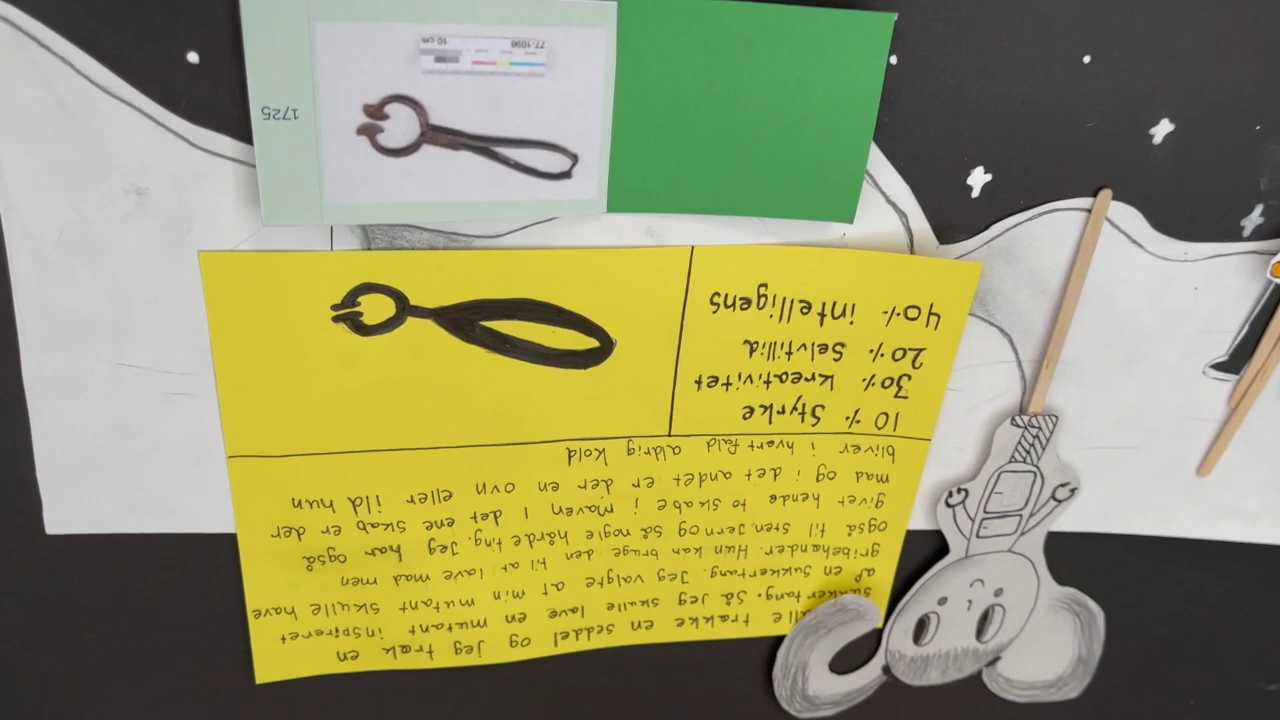 trække en seddel og jeg træk en
sukkertang. Så jeg skulle lave en mutant inspireret
af en sukkertang. Jeg valgte at min mutant skulle have
gribehænder. Hun kan bruge den til at lave mad men
også til sten, jern og så nogle hårde ting. Jeg har også
givet hende to skabe i maven I det ene skab er der
mad og i det andet er der en ovn eller ild hun
bliver i hvert fald aldrig kold
10 % Styrke
30% kreativitet
20 % Selvtillid
40% intelligens
77.1098
10 cm
1725